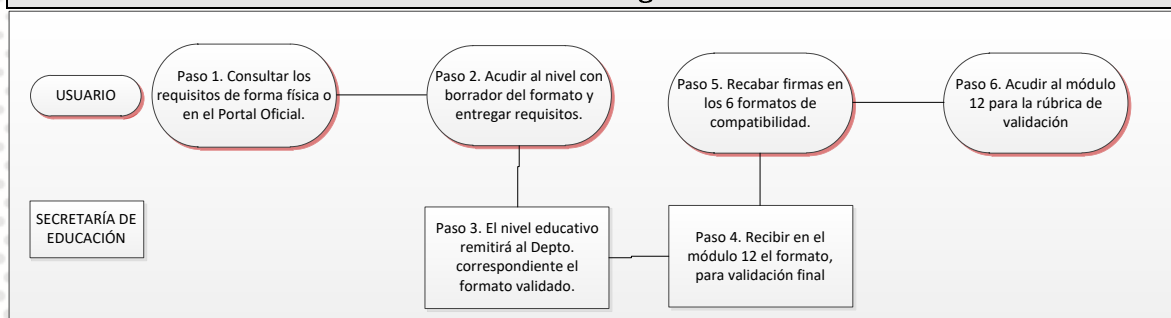 USUARIO
Paso 1. Consultar los
requisitos de forma física o
en el Portal Oficial.
Paso 2. Acudir al nivel con
borrador del formato y
entregar requisitos.
Paso 5. Recabar firmas en
los 6 formatos de
compatibilidad.
Paso 6. Acudir al módulo
12 para la rúbrica de
validación
SECRETARÍA DE
EDUCACIÓN
Paso 3. El nivel educativo
remitirá al Depto.
correspondiente el
formato validado.
Paso 4. Recibir en el
módulo 12 el formato,
para validación final